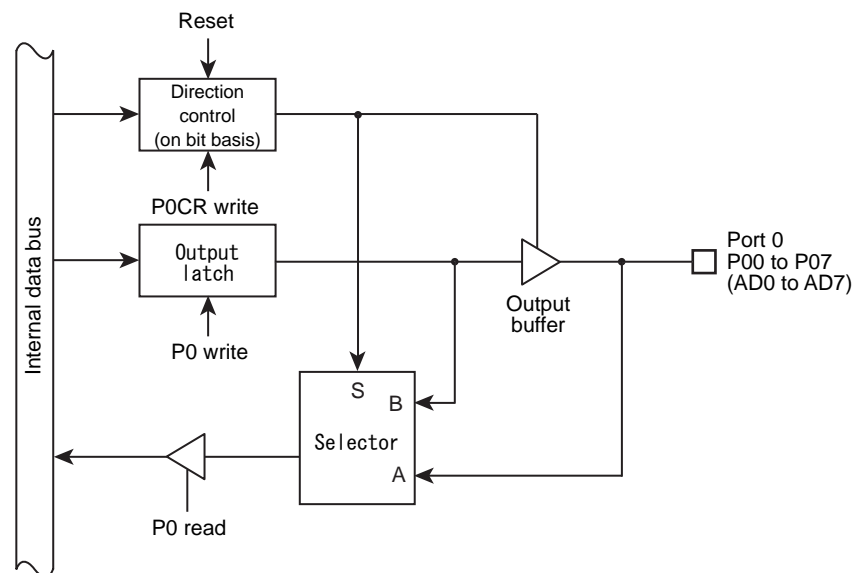 Reset
Direction
control
(on bit basis)
P0CR write
Internal data bus
Output
latch
P0 write
Output
buffer
Port 0
P00 to P07
(AD0 to AD7)
S
B
Selector
A
P0 read